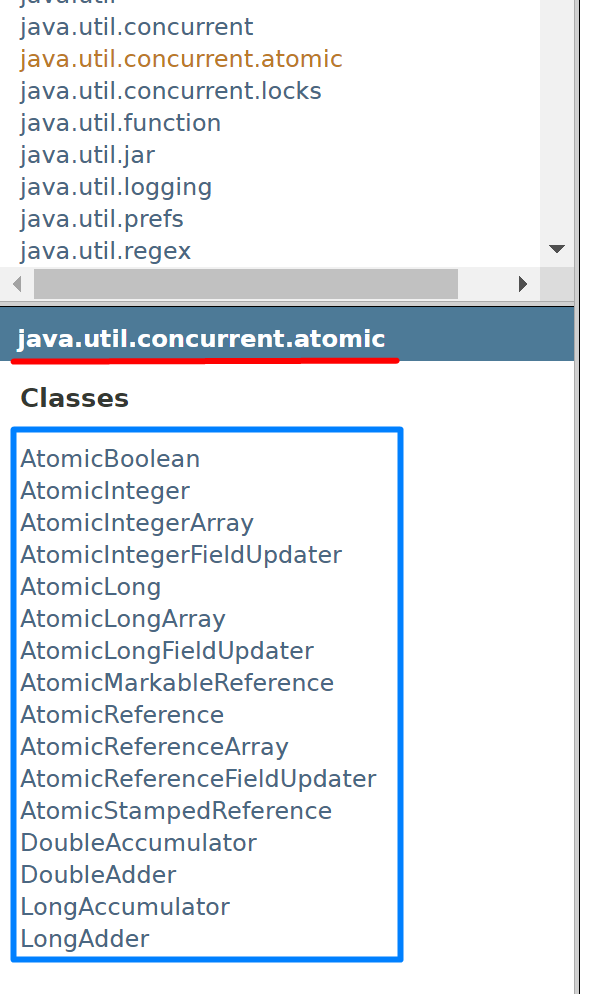 java.util.concurrent
java.util.concurrent.atomic
java.util.concurrent.locks
java.util.function
java.util.jar
java.util.logging
java.util.prefs
java.util.regex
java.util.concurrent.atomic
Classes
AtomicBoolean
AtomicInteger
AtomicIntegerArray
AtomicIntegerFieldUpdater
AtomicLong
AtomicLongArray
AtomicLongFieldUpdater
AtomicMarkableReference
AtomicReference
AtomicReferenceArray
AtomicReferenceFieldUpdater
AtomicStampedReference
DoubleAccumulator
DoubleAdder
LongAccumulator
LongAdder